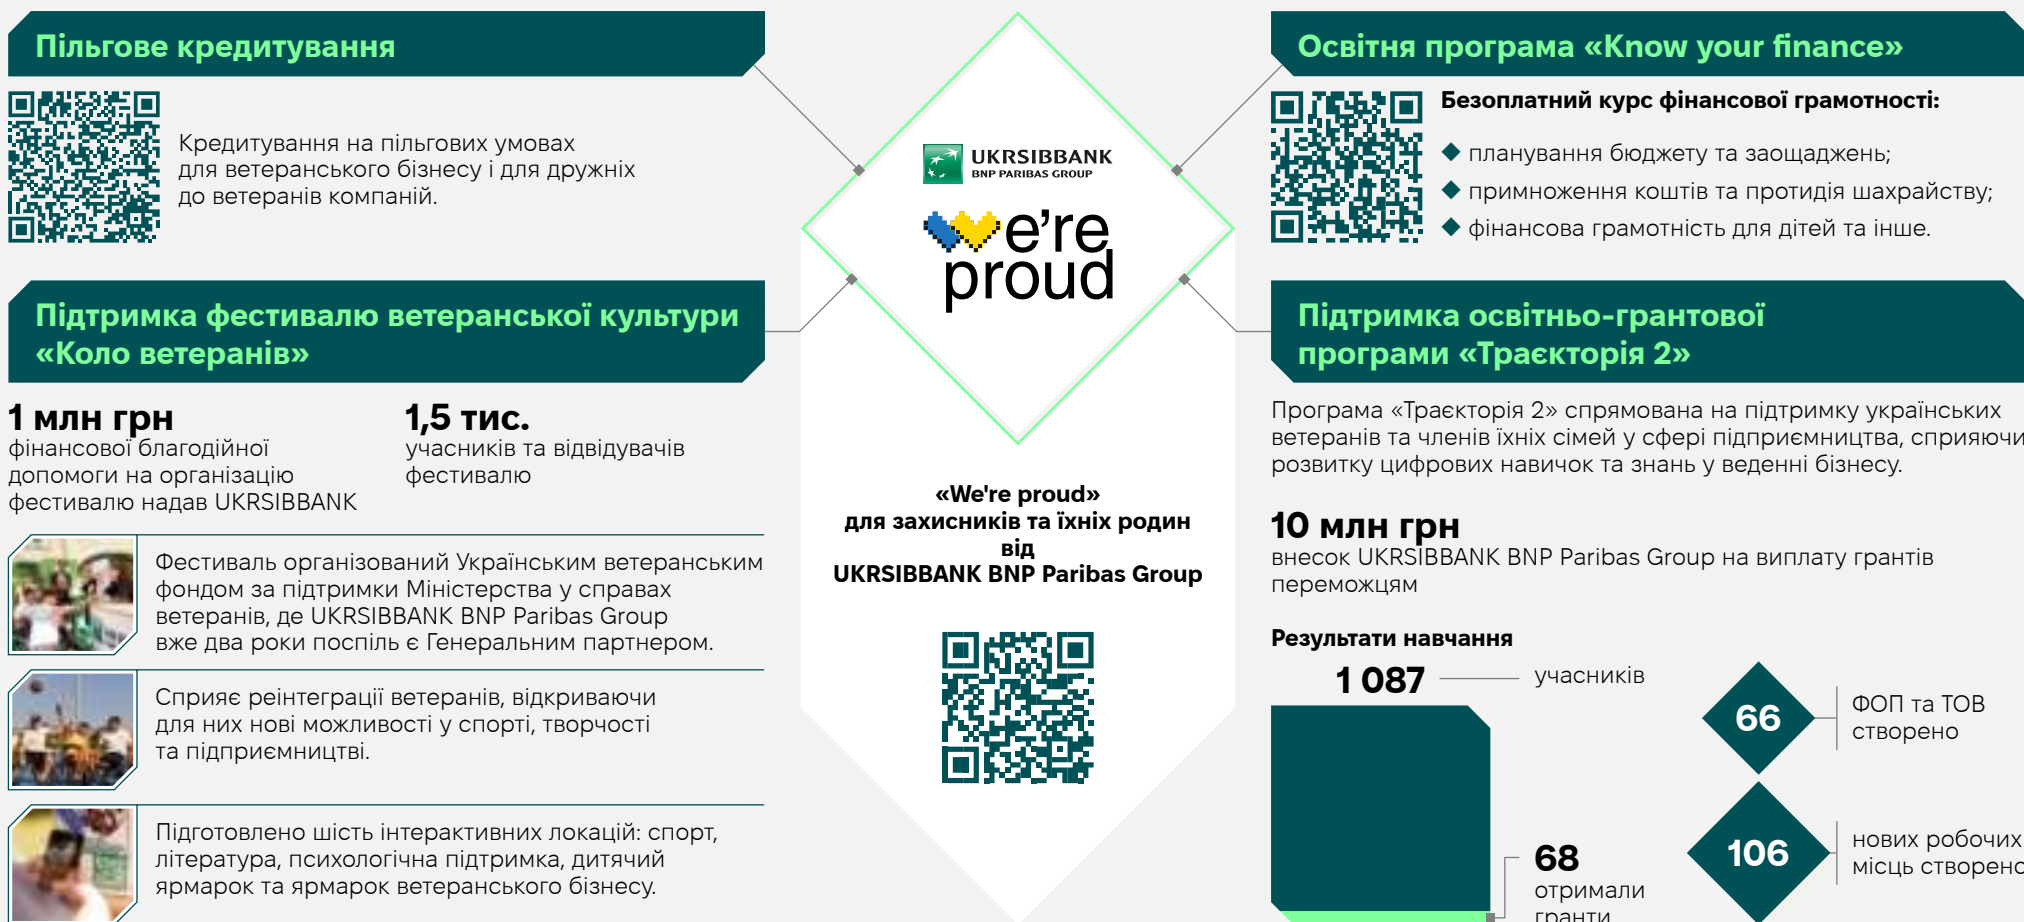 Пільгове кредитування
Кредитування на пільгових умовах
для ветеранського бізнесу і для дружніх
до ветеранів компаній.
Підтримка фестивалю ветеранської культури
«Коло ветеранів»
1 млн грн
фінансової благодійної
допомоги на організацію
фестивалю надав UKRSIBBANK
1,5 тис.
учасників та відвідувачів
фестивалю
Фестиваль організований Українським ветеранським
фондом за підтримки Міністерства у справах
ветеранів, де UKRSIBBANK BNP Paribas Group
вже два роки поспіль є Генеральним партнером.
Сприяє реінтеграції ветеранів, відкриваючи
для них нові можливості у спорті, творчості
та підприємництві.
Підготовлено шість інтерактивних локацій: спорт,
література, психологічна підтримка, дитячий
ярмарок та ярмарок ветеранського бізнесу.
UKRSIBBANK
BNP PARIBAS GROUP
we're
proud
«We're proud»
для захисників та їхніх родин
від
UKRSIBBANK BNP Paribas Group
Освітня програма «Know your finance»
Безоплатний курс фінансової грамотності:
планування бюджету та заощаджень;
примноження коштів та протидія шахрайству;
фінансова грамотність для дітей та інше.
Підтримка освітньо-грантової
програми «Траєкторія 2»
Програма «Траєкторія 2» спрямована на підтримку українських
ветеранів та членів їхніх сімей у сфері підприємництва, сприяючи
розвитку цифрових навичок та знань у веденні бізнесу.
10 млн грн
внесок UKRSIBBANK BNP Paribas Group на виплату грантів
переможцям
Результати навчання
1 087
учасників
68
отримали
гранти
66
ФОП та ТОВ
створено
106
нових робочих
місць створено